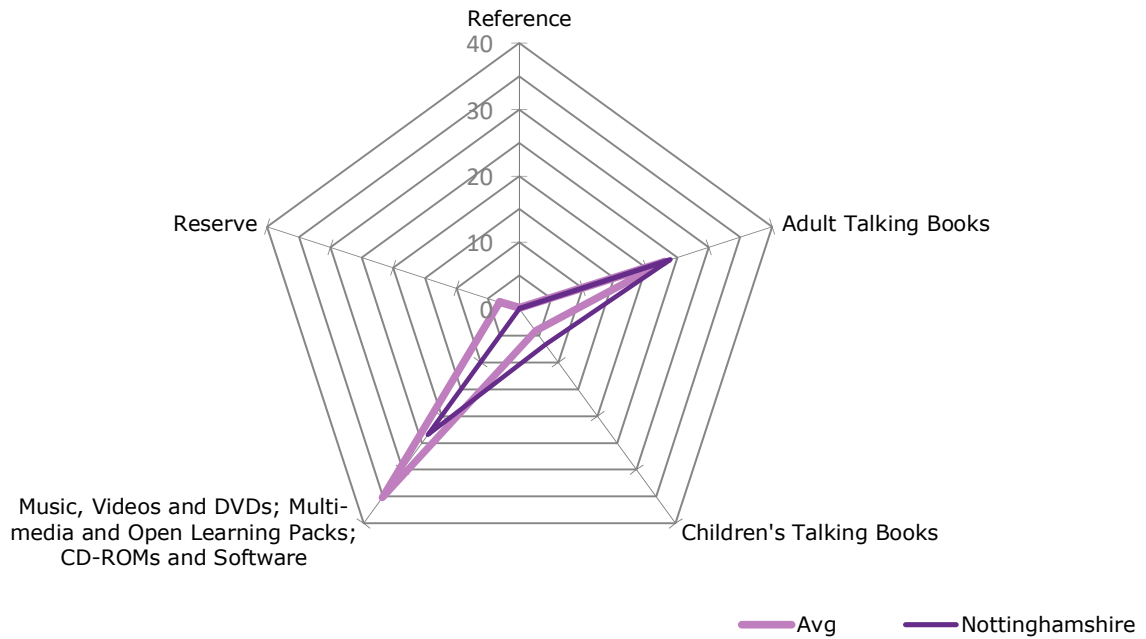 Reference
40
30
20
10
0
Reserve
Adult Talking Books
Music, Videos and DVDs; Multi-
media and Open Learning Packs;
CD-ROMs and Software
Children's Talking Books
Avg
Nottinghamshire